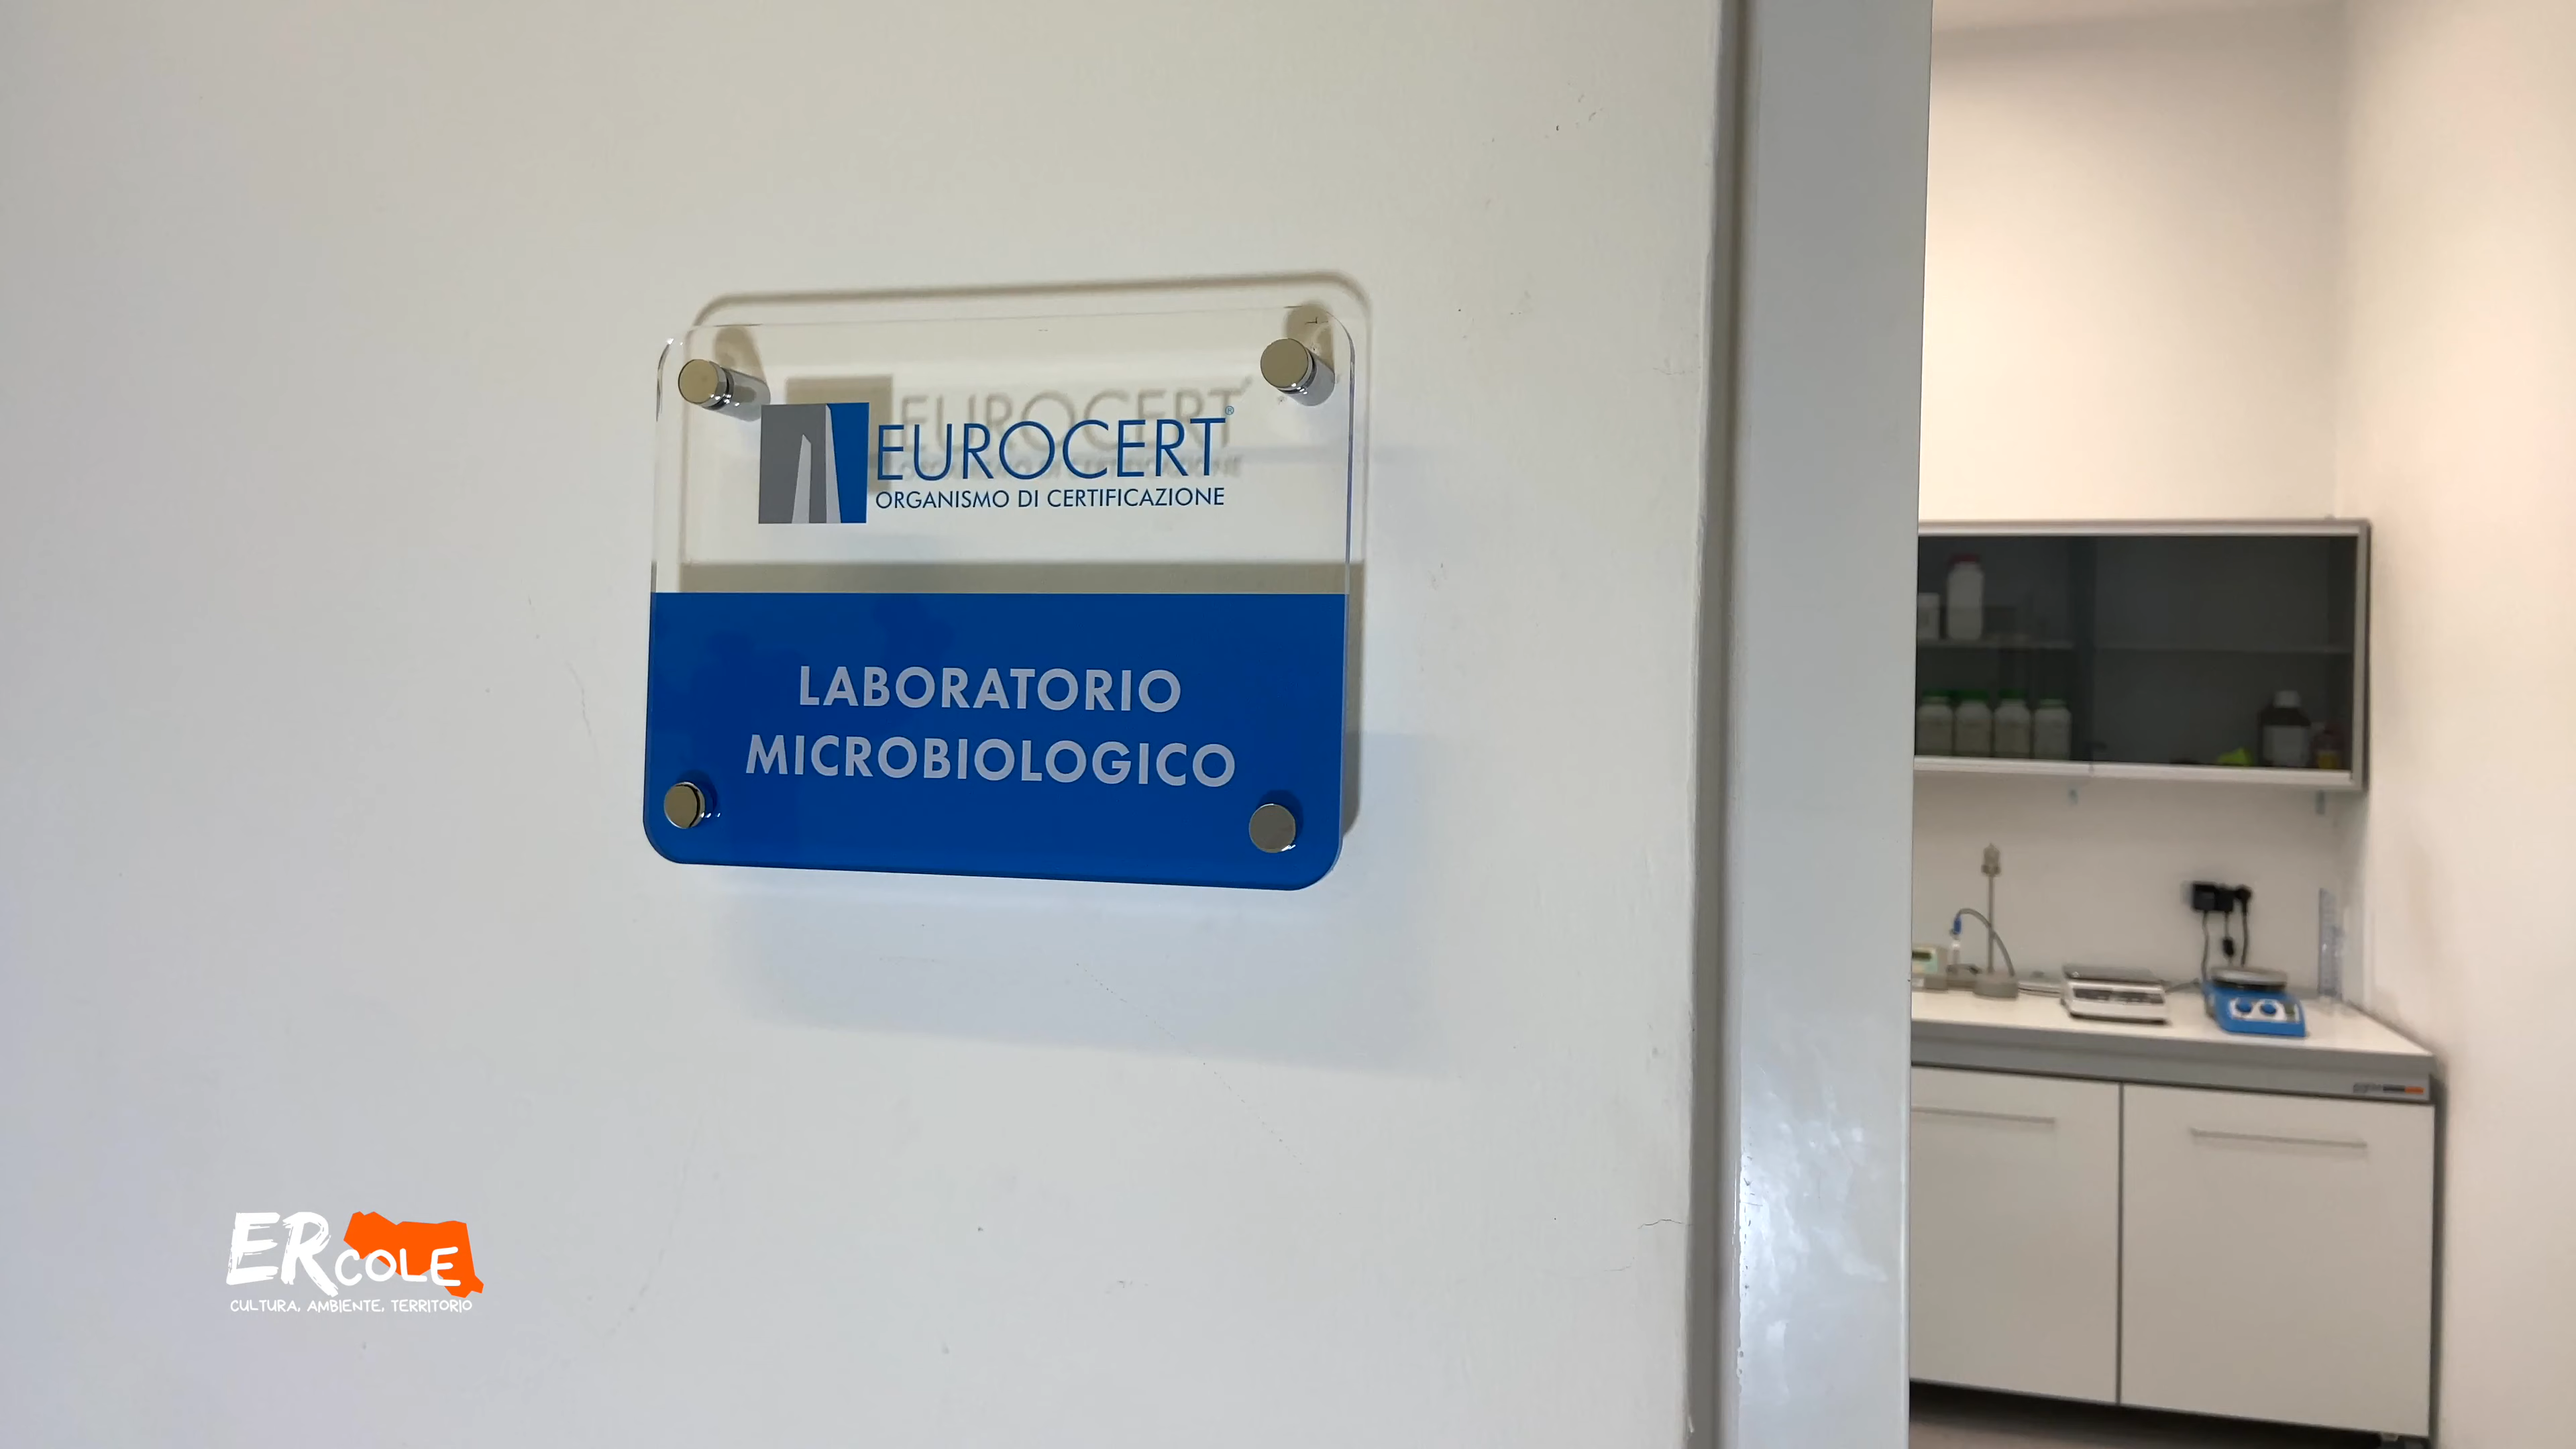 EUROCERT®
ORGANISMO DI CERTIFICAZIONE
LABORATORIO
MICROBIOLOGICO
ERCOLE
CULTURA, AMBIENTE, TERRITORIO